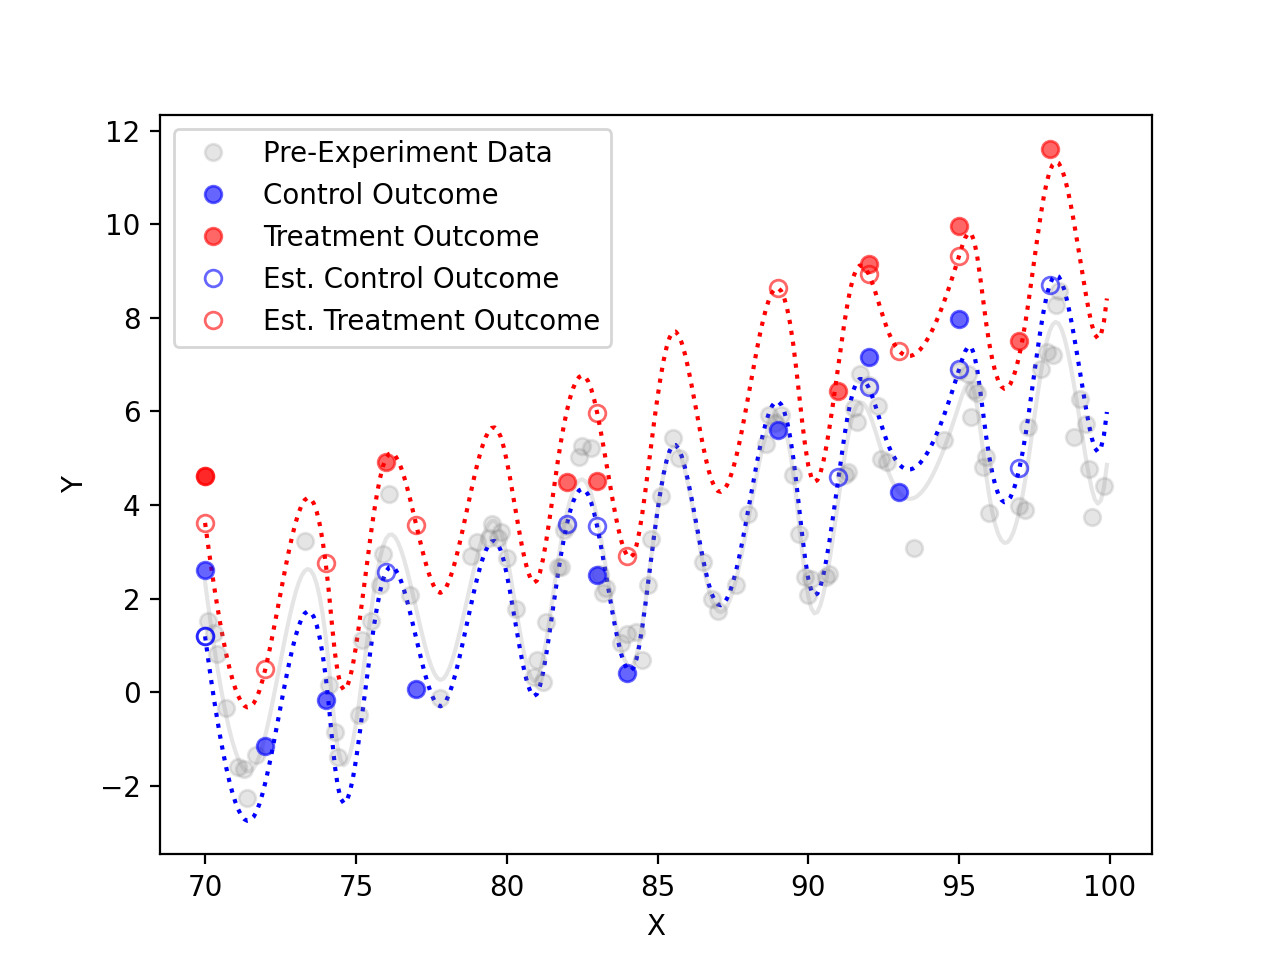 12
10
8
6
4
2
0
−2
Y
Pre-Experiment Data
Control Outcome
Treatment Outcome
Est. Control Outcome
Est. Treatment Outcome
70 75 80 85 90 95 100
X